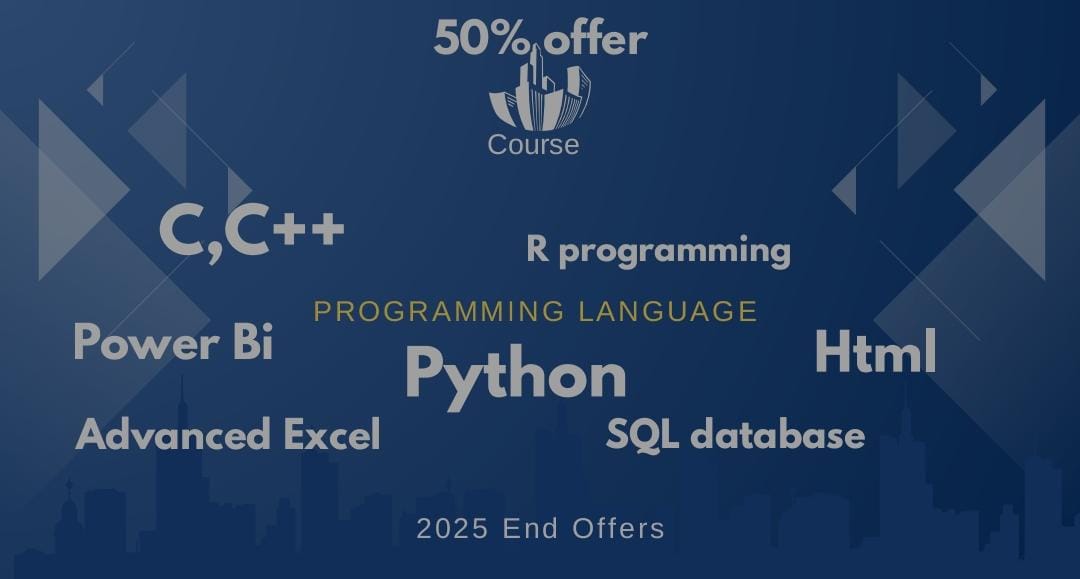 50% offer
Course
C,C++
R programming
PROGRAMMING LANGUAGE
Power Bi
Python
Html
Advanced Excel
SQL database
2025 End Offers